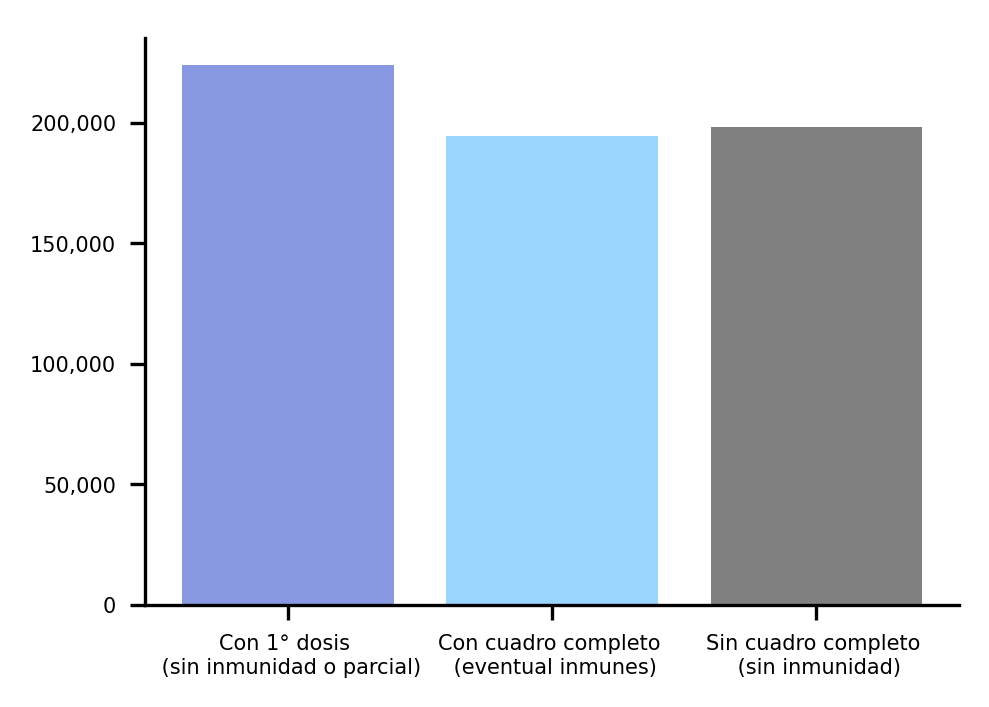 200,000
150,000
100,000
50,000
0
Con 1° dosis
(sin inmunidad o parcial)
Con cuadro completo
(eventual inmunes)
Sin cuadro completo
(sin inmunidad)